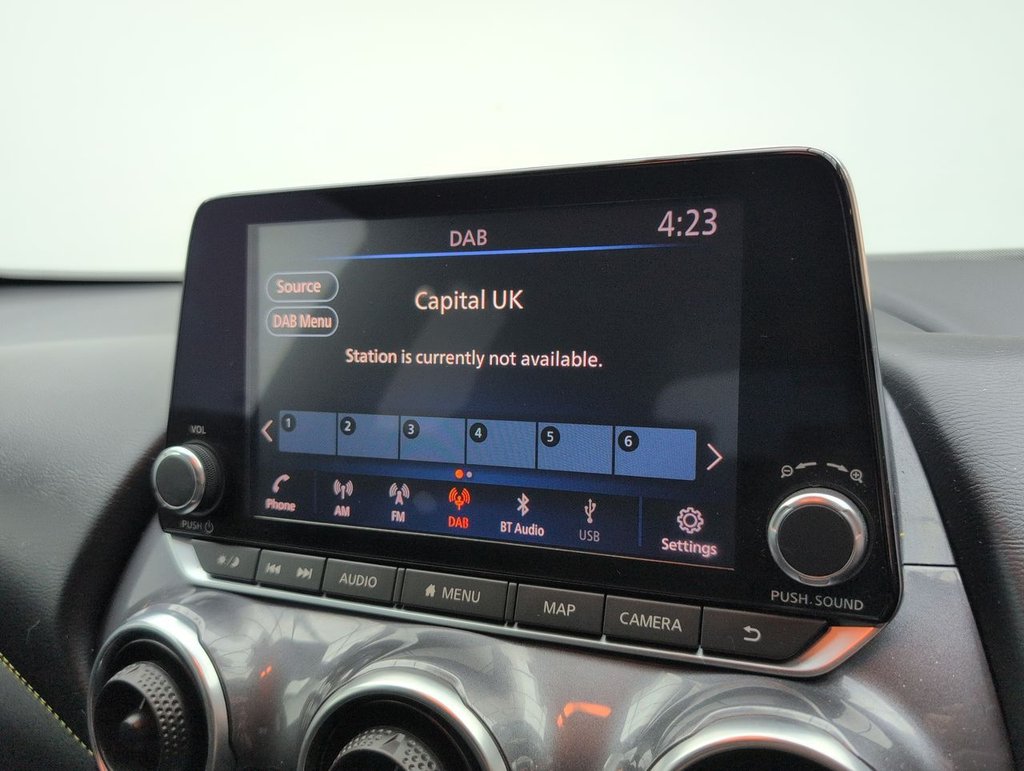 DAB
4:23
Source
Capital UK
DAB Menu
Station is currently not available.
1 2 3 4 5 6
VOL
PUSH
Phone
AM
FM
DAB
BT Audio
USB
Settings
PUSH. SOUND
AUDIO
MENU
MAP
CAMERA